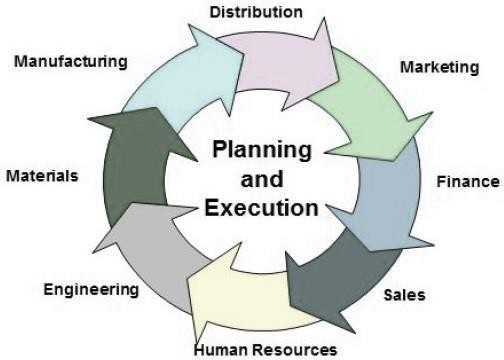 Distribution
Marketing
Finance
Sales
Human Resources
Engineering
Materials
Manufacturing
Planning
and
Execution